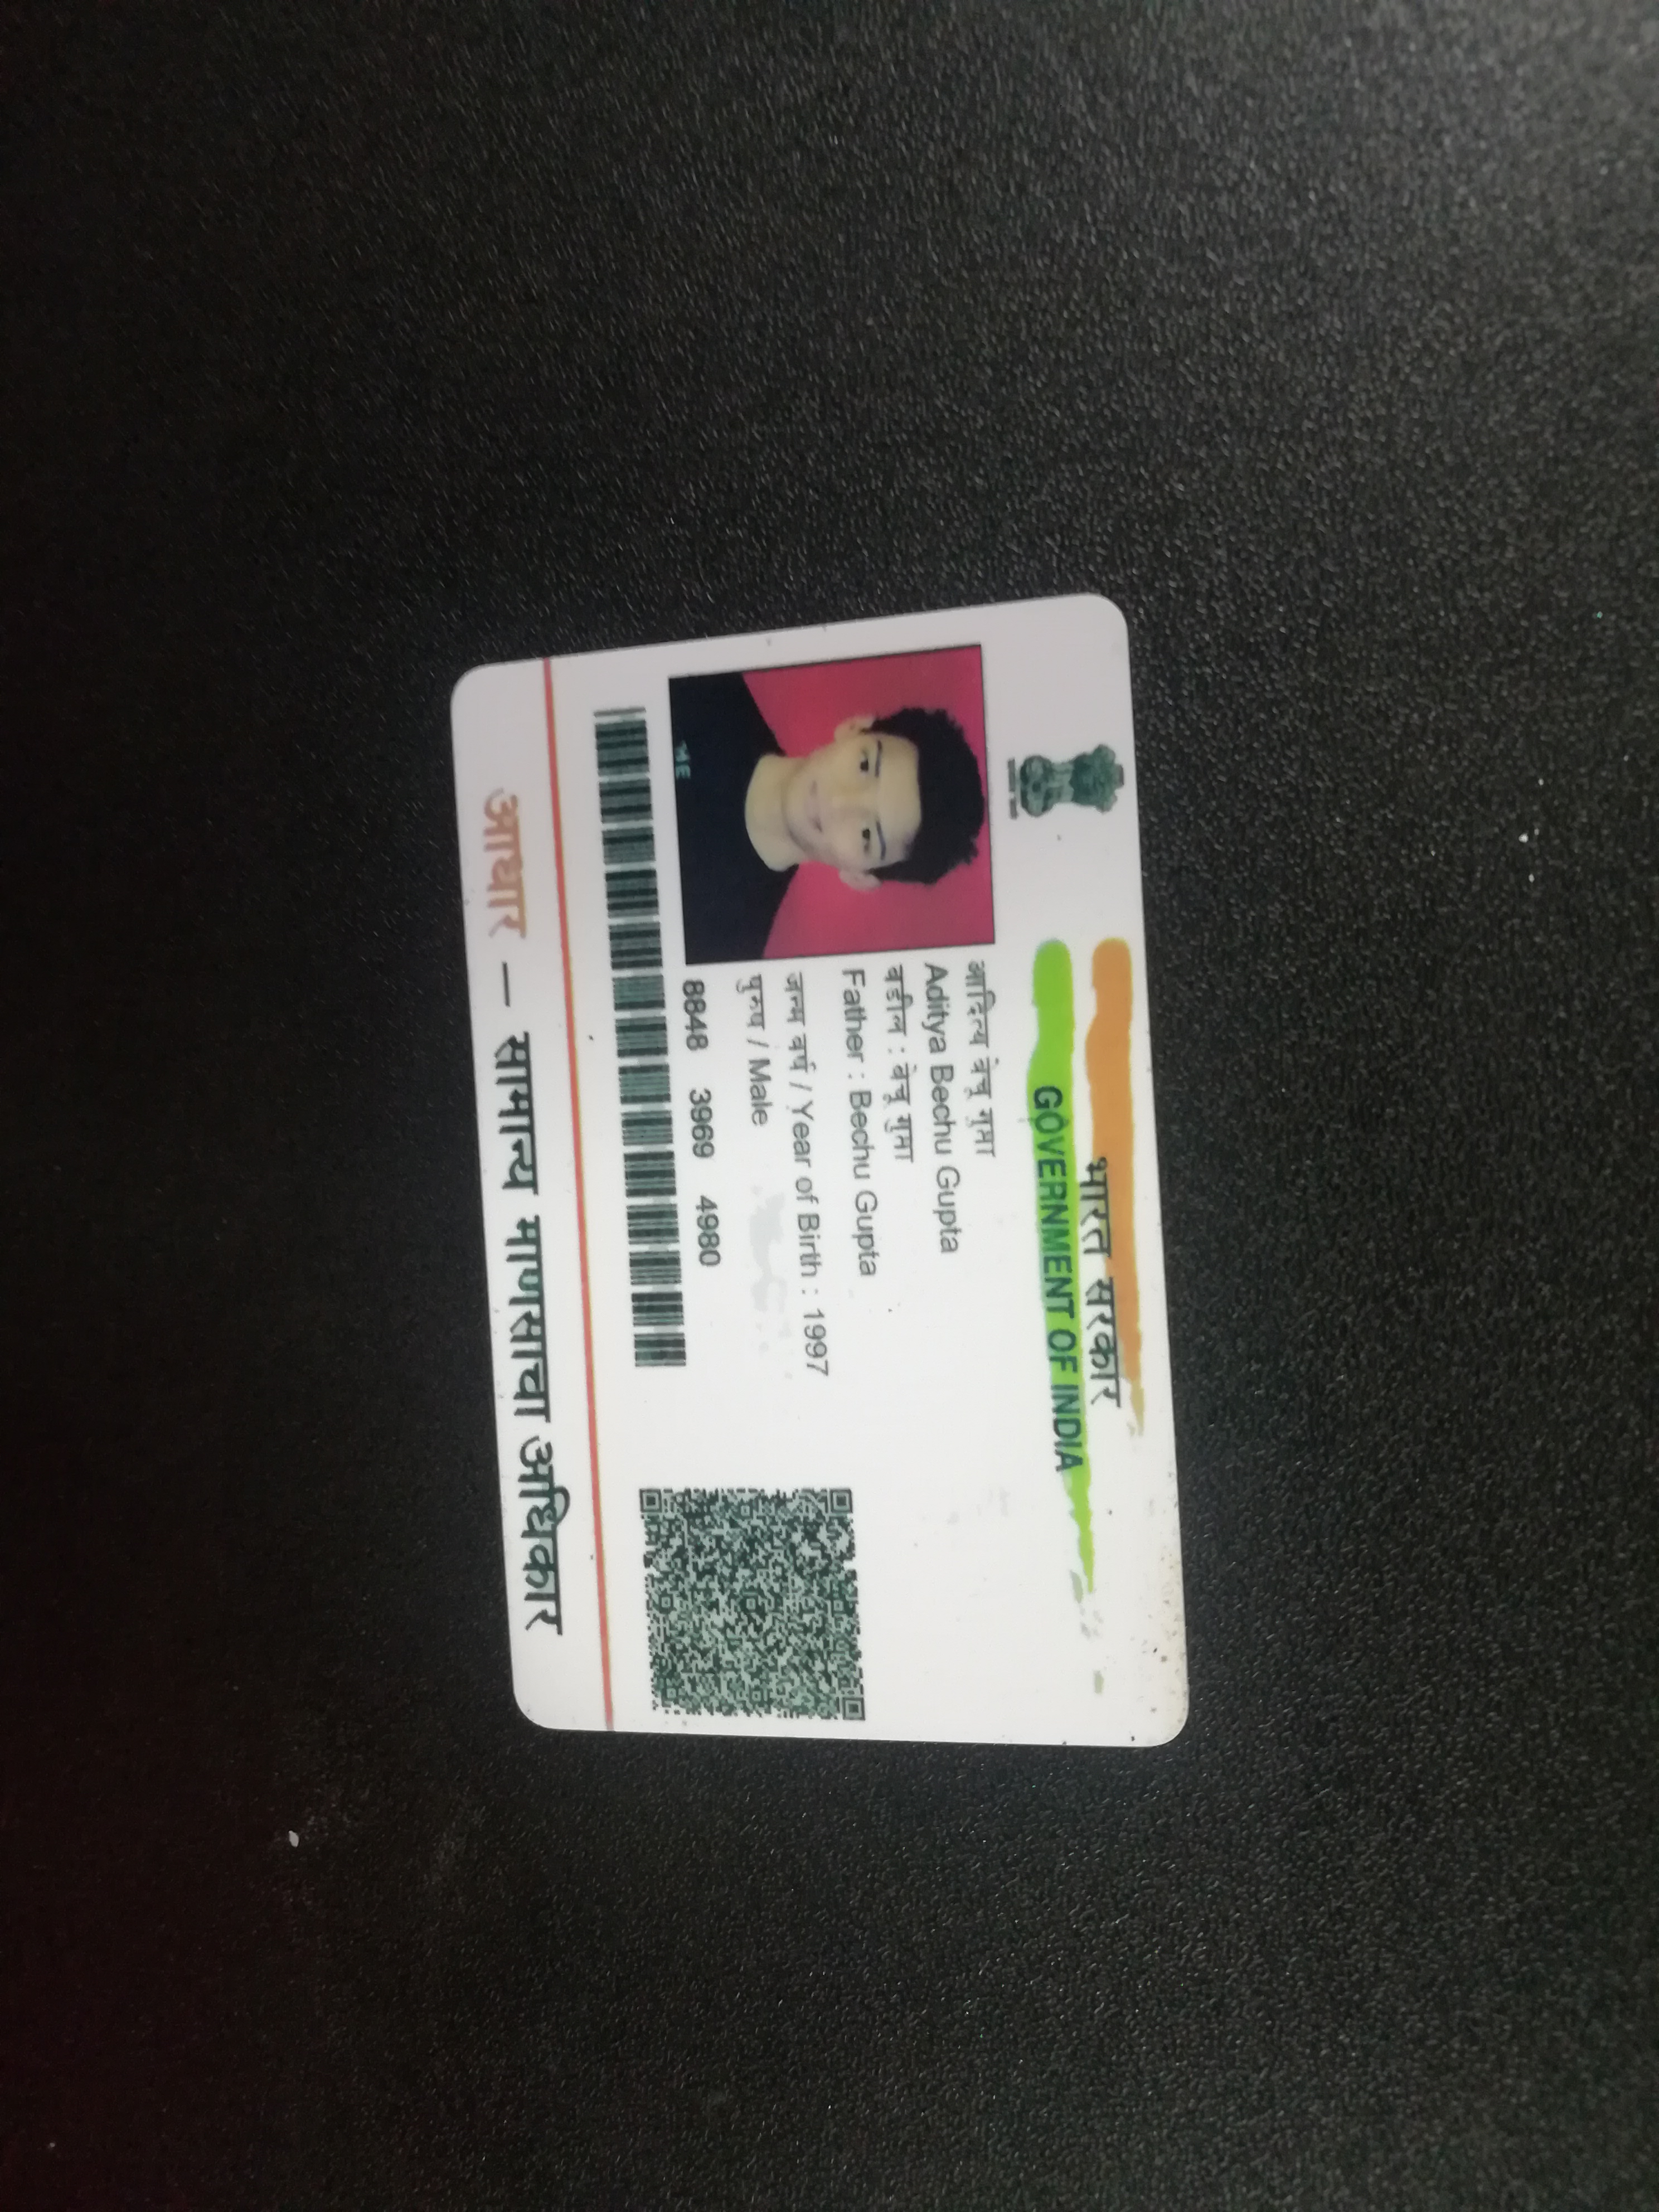 भारत सरकार
GOVERNMENT OF INDIA
आदित्य बेचू गुप्ता
Aditya Bechu Gupta
वडील : बेचू गुप्ता
Father : Bechu Gupta
जन्म वर्ष / Year of Birth : 1997
पुरुष / Male
8848 3969 4980
आधार – सामान्य माणसाचा अधिकार